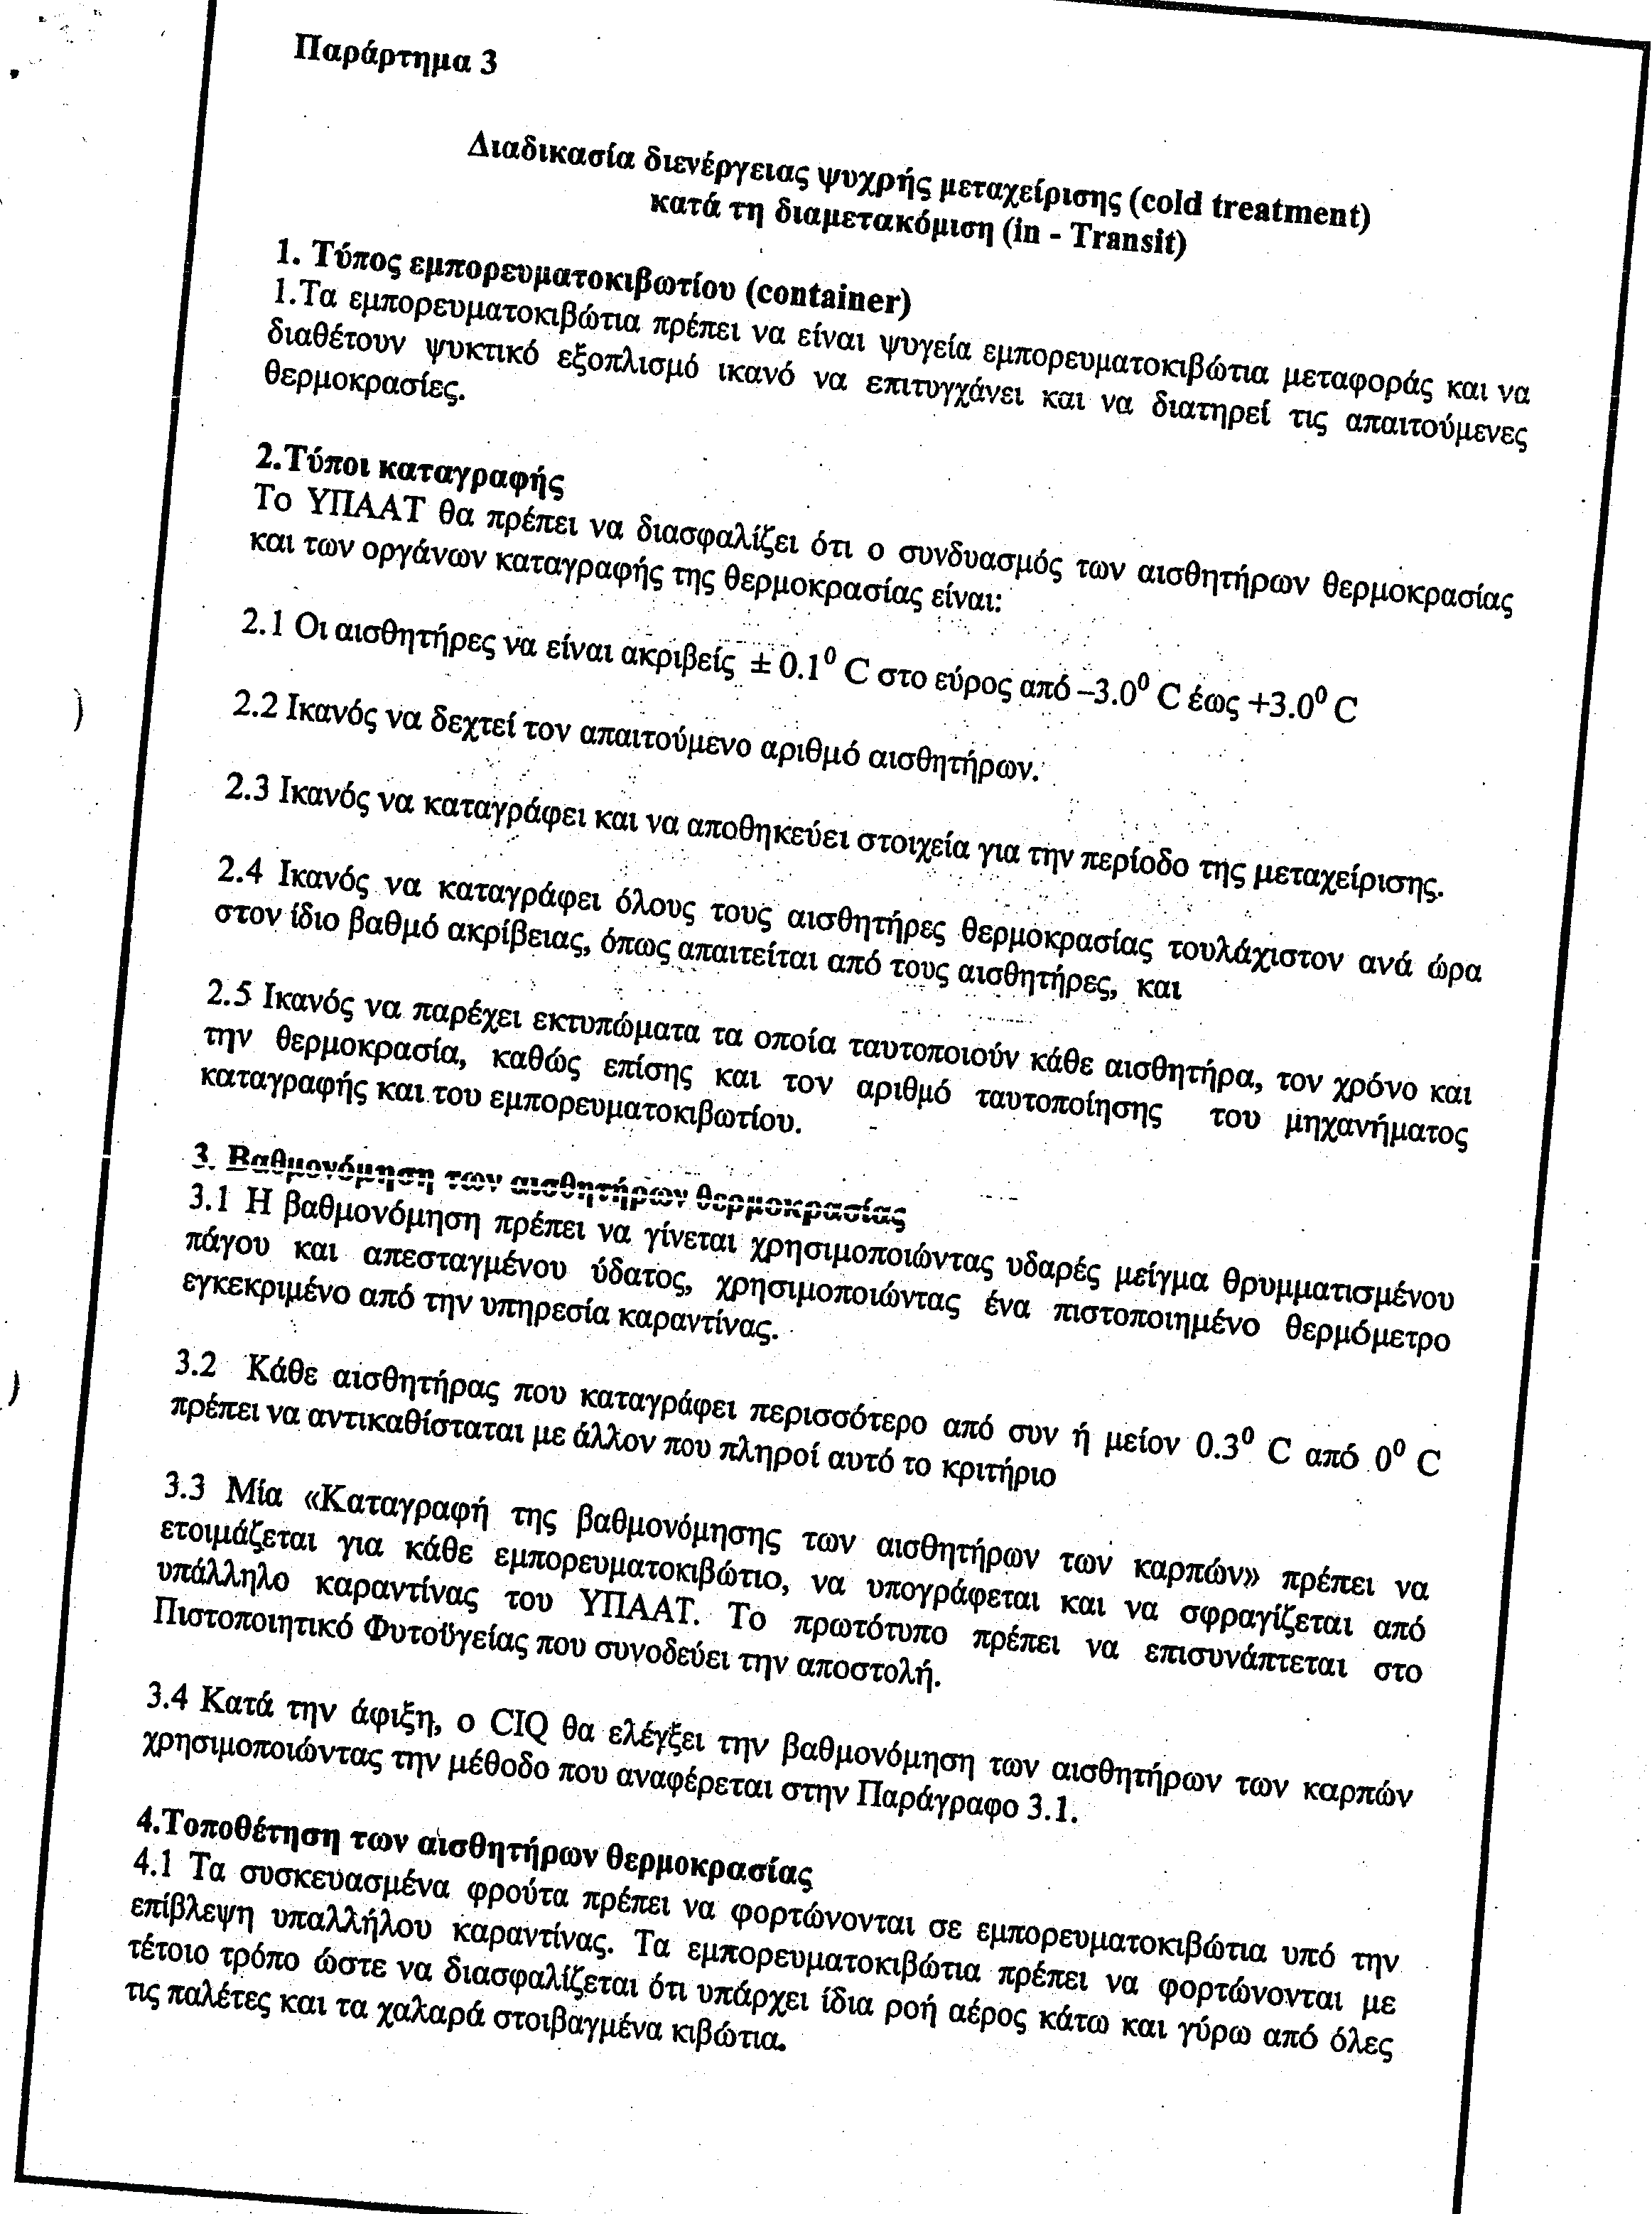 Παράρτημα 3
Διαδικασία διενέργειας ψυχρής μεταχείρισης (cold treatment)
κατά τη διαμετακόμιση (in - Transit)
1. Τύπος εμπορευματοκιβωτίου (container)
1.Τα εμπορευματοκιβώτια πρέπει να είναι ψυγεία εμπορευματοκιβώτια μεταφοράς και να
διαθέτουν ψυκτικό εξοπλισμό ικανό να επιτυγχάνει και να διατηρεί τις απαιτούμενες
θερμοκρασίες.
2.Τύποι καταγραφής
Το ΥΠΑΑΤ θα πρέπει να διασφαλίζει ότι ο συνδυασμός των αισθητήρων θερμοκρασίας
και των οργάνων καταγραφής της θερμοκρασίας είναι:
2.1 Οι αισθητήρες να είναι ακριβείς ± 0.1⁰ C στο εύρος από –3.0⁰ C έως +3.0⁰ C
2.2 Ικανός να δεχτεί τον απαιτούμενο αριθμό αισθητήρων.
2.3 Ικανός να καταγράφει και να αποθηκεύει στοιχεία για την περίοδο της μεταχείρισης.
2.4 Ικανός να καταγράφει όλους τους αισθητήρες θερμοκρασίας τουλάχιστον ανά ώρα
στον ίδιο βαθμό ακρίβειας, όπως απαιτείται από τους αισθητήρες, και
2.5 Ικανός να παρέχει εκτυπώματα τα οποία ταυτοποιούν κάθε αισθητήρα, τον χρόνο και
την θερμοκρασία, καθώς επίσης και τον αριθμό ταυτοποίησης του μηχανήματος
καταγραφής και του εμπορευματοκιβωτίου.
3. Βαθμονόμηση των αισθητήρων θερμοκρασίας
3.1 Η βαθμονόμηση πρέπει να γίνεται χρησιμοποιώντας υδαρές μείγμα θρυμματισμένου
πάγου και απεσταγμένου ύδατος, χρησιμοποιώντας ένα πιστοποιημένο θερμόμετρο
εγκεκριμένο από την υπηρεσία καραντίνας.
3.2 Κάθε αισθητήρας που καταγράφει περισσότερο από συν ή μείον 0.3⁰ C από 0⁰ C
πρέπει να αντικαθίσταται με άλλον που πληροί αυτό το κριτήριο
3.3 Μία «Καταγραφή της βαθμονόμησης των αισθητήρων των καρπών» πρέπει να
ετοιμάζεται για κάθε εμπορευματοκιβώτιο, να υπογράφεται και να σφραγίζεται από
υπάλληλο καραντίνας του ΥΠΑΑΤ. Το πρωτότυπο πρέπει να επισυνάπτεται στο
Πιστοποιητικό Φυτοϋγείας που συνοδεύει την αποστολή.
3.4 Κατά την άφιξη, ο CIQ θα ελέγξει την βαθμονόμηση των αισθητήρων των καρπών
χρησιμοποιώντας την μέθοδο που αναφέρεται στην Παράγραφο 3.1.
4.Τοποθέτηση των αισθητήρων θερμοκρασίας
4.1 Τα συσκευασμένα φρούτα πρέπει να φορτώνονται σε εμπορευματοκιβώτια υπό την
επίβλεψη υπαλλήλου καραντίνας. Τα εμπορευματοκιβώτια πρέπει να φορτώνονται με
τέτοιο τρόπο ώστε να διασφαλίζεται ότι υπάρχει ίδια ροή αέρος κάτω και γύρω από όλες
τις παλέτες και τα χαλαρά στοιβαγμένα κιβώτια.